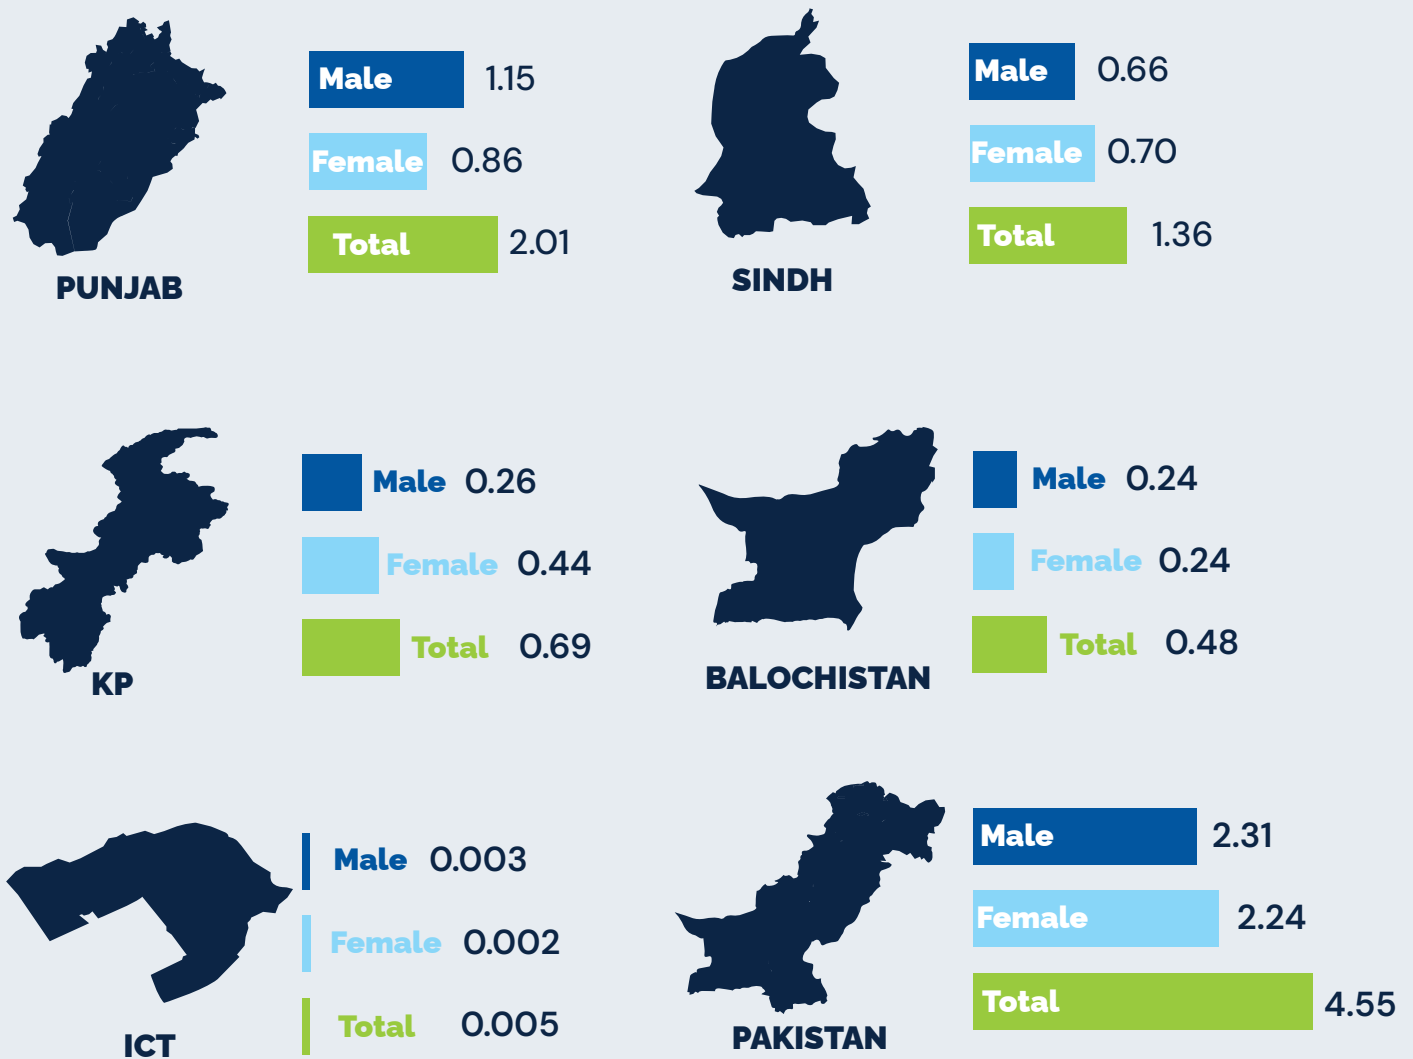 Male 1.15
Female 0.86
Total 2.01
PUNJAB
Male 0.66
Female 0.70
Total 1.36
SINDH
Male 0.26
Female 0.44
Total 0.69
KP
Male 0.24
Female 0.24
Total 0.48
BALOCHISTAN
Male 0.003
Female 0.002
Total 0.005
ICT
Male 2.31
Female 2.24
Total 4.55
PAKISTAN